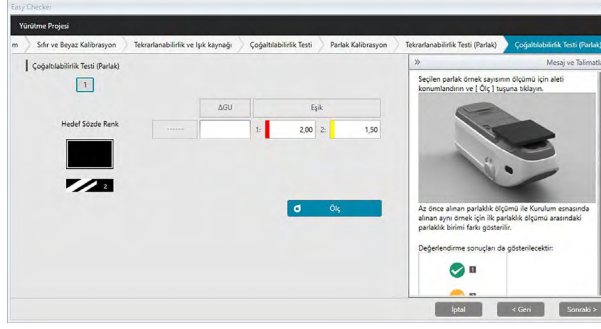 Easy Checker
Yürütme Projesi
m
Sıfır ve Beyaz Kalibrasyon
Tekrarlanabilirlik ve Işık kaynağı
Çoğaltılabilirlik Testi
Parlak Kalibrasyon
Tekrarlanabilirlik Testi (Parlak)
Çoğaltılabilirlik Testi (Parlak)
Çoğaltılabilirlik Testi (Parlak)
1
ΔGU
Eşik
Hedef Sözde Renk
------
1:
2,00
2:
1,50
2
Ölç
»
Mesaj ve Talimatla
Seçilen parlak örnek sayısının ölçümü için aleti
konumlandırın ve [ Ölç ] tuşuna tıklayın.
Az önce alınan parlaklık ölçümü ile Kurulum esnasında
alınan aynı örnek için ilk parlaklık ölçümü arasındaki
parlaklık birimi farkı gösterilir.
Değerlendirme sonuçları da gösterilecektir:
1
İptal
< Geri
Sonraki >